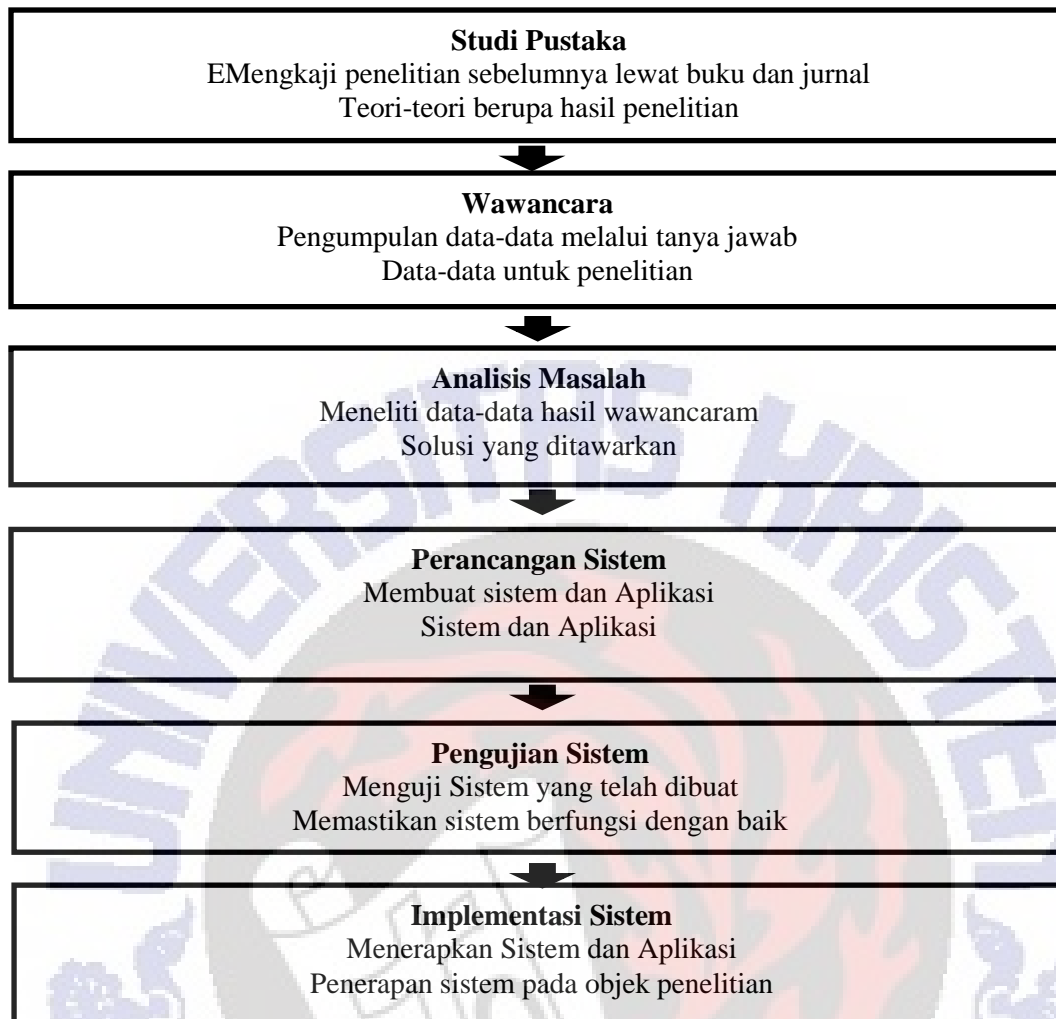 Studi Pustaka
EMengkaji penelitian sebelumnya lewat buku dan jurnal
Teori-teori berupa hasil penelitian
Wawancara
Pengumpulan data-data melalui tanya jawab
Data-data untuk penelitian
Analisis Masalah
Meneliti data-data hasil wawancaram
Solusi yang ditawarkan
Perancangan Sistem
Membuat sistem dan Aplikasi
Sistem dan Aplikasi
Pengujian Sistem
Menguji Sistem yang telah dibuat
Memastikan sistem berfungsi dengan baik
Implementasi Sistem
Menerapkan Sistem dan Aplikasi
Penerapan sistem pada objek penelitian
UNIVERSITAS KRISTEN